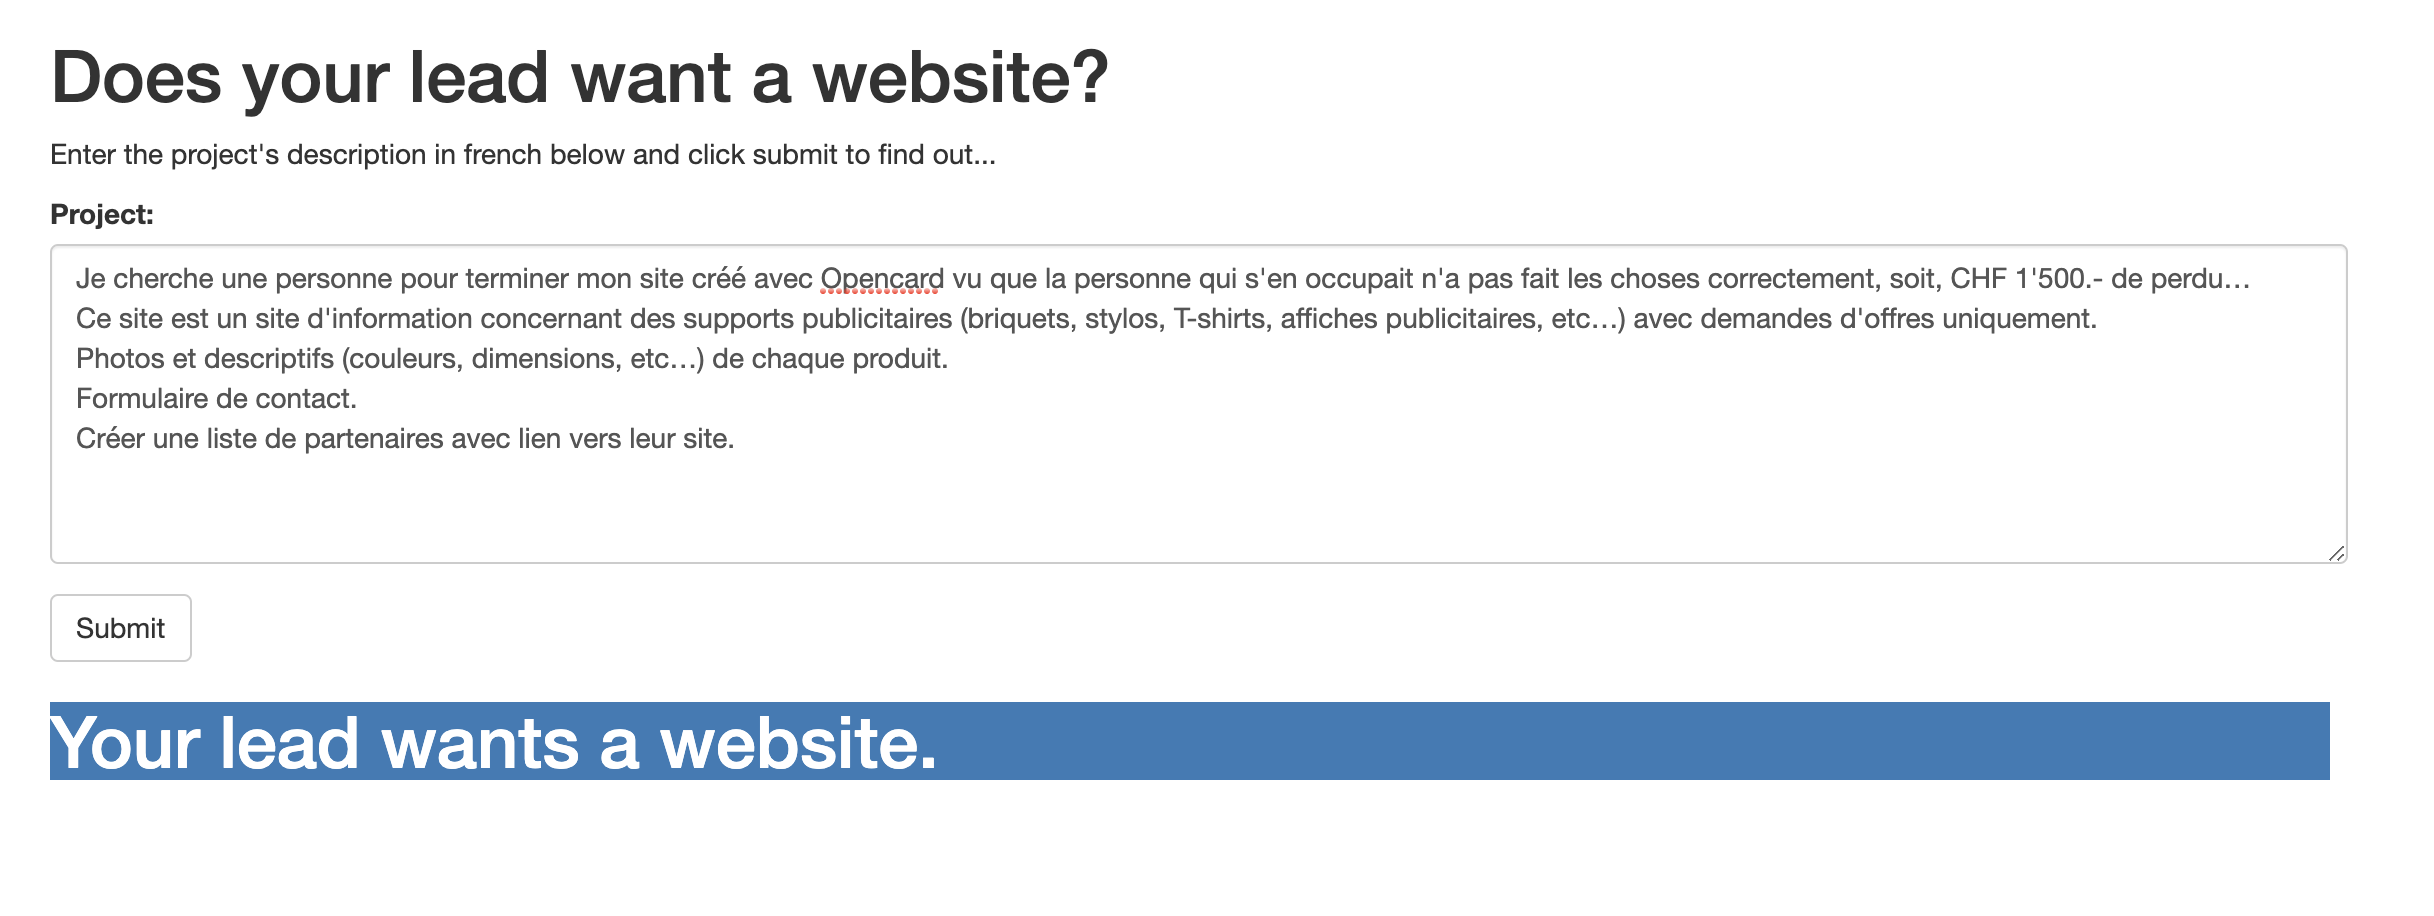 Does your lead want a website?
Enter the project's description in french below and click submit to find out...
Project:
Je cherche une personne pour terminer mon site créé avec Opencard vu que la personne qui s'en occupait n'a pas fait les choses correctement, soit, CHF 1'500.- de perdu…
Ce site est un site d'information concernant des supports publicitaires (briquets, stylos, T-shirts, affiches publicitaires, etc…) avec demandes d'offres uniquement.
Photos et descriptifs (couleurs, dimensions, etc…) de chaque produit.
Formulaire de contact.
Créer une liste de partenaires avec lien vers leur site.
Submit
Your lead wants a website.